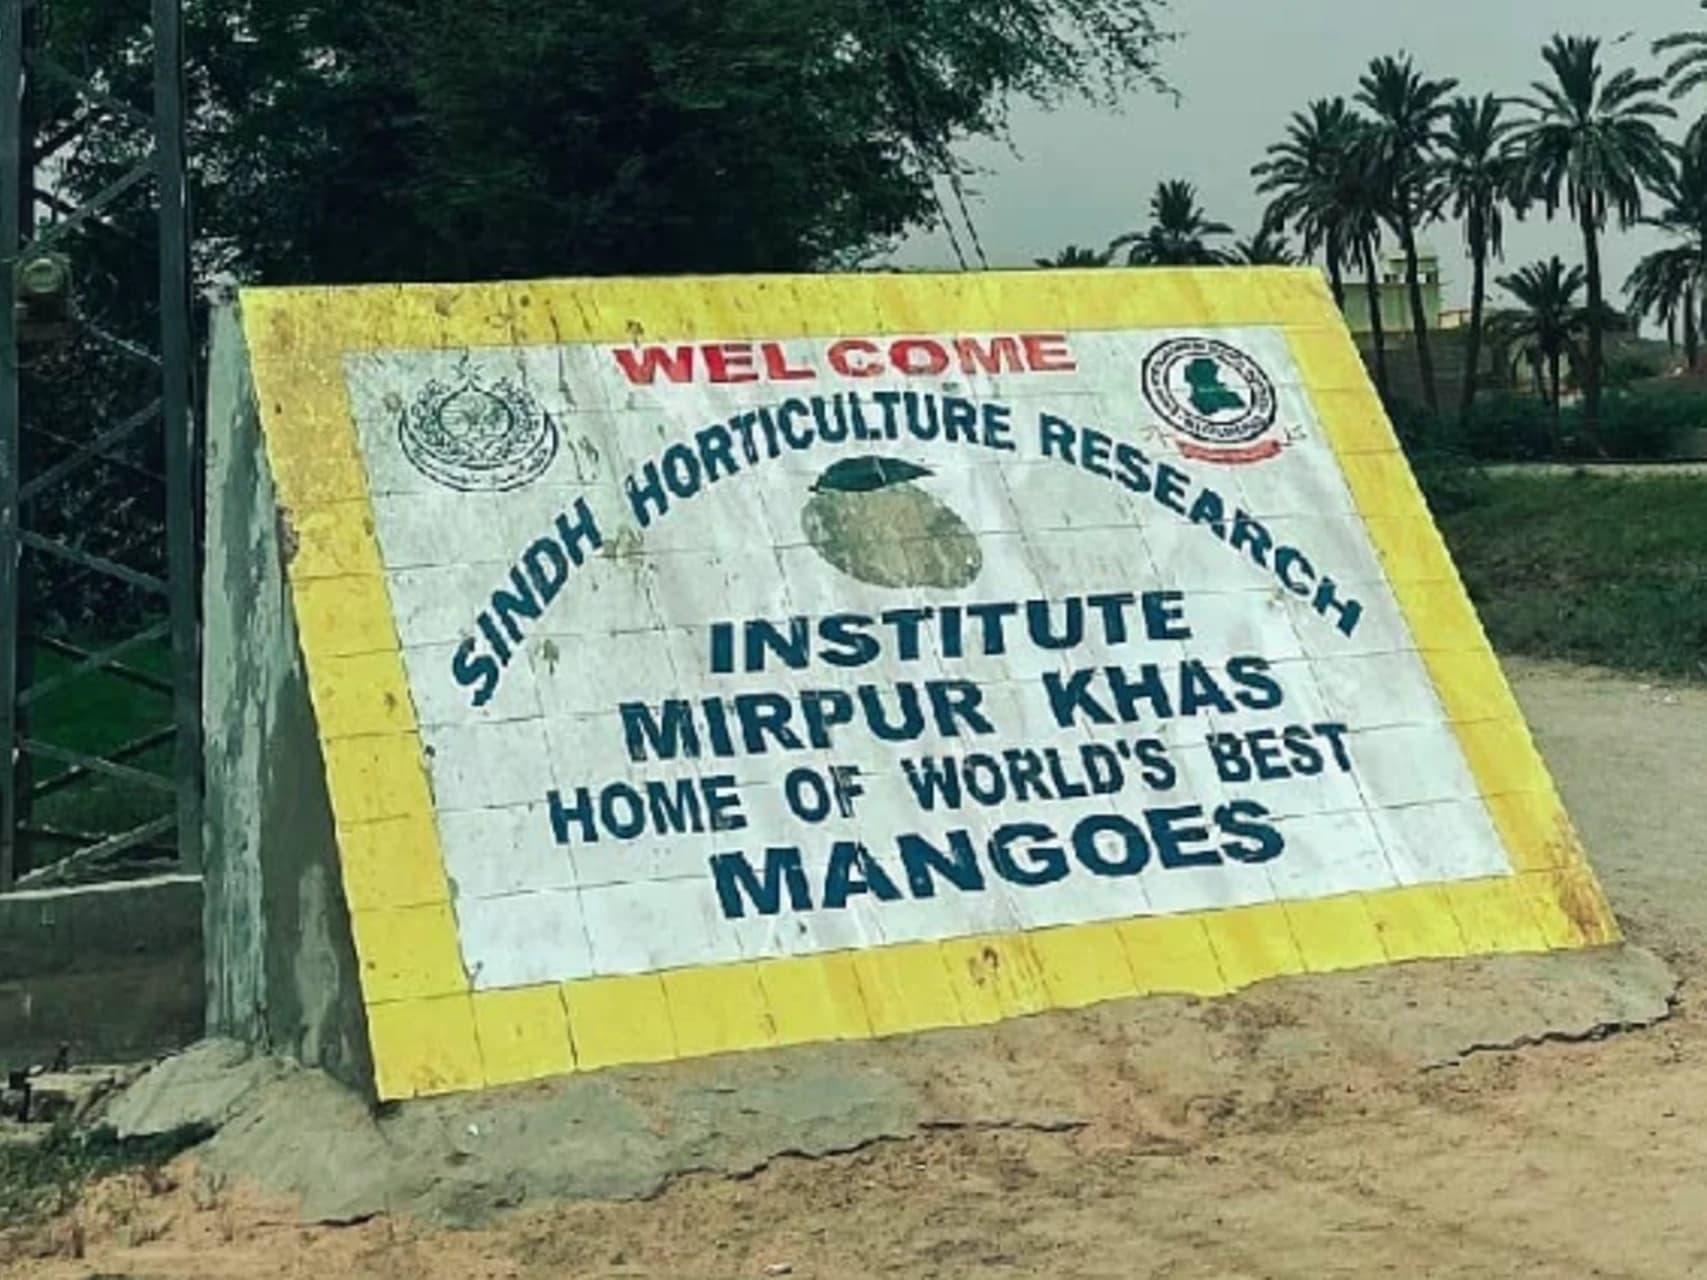 WELCOME
SINDH HORTICULTURE RESEARCH
INSTITUTE
MIRPUR KHAS
HOME OF WORLD'S BEST
MANGOES